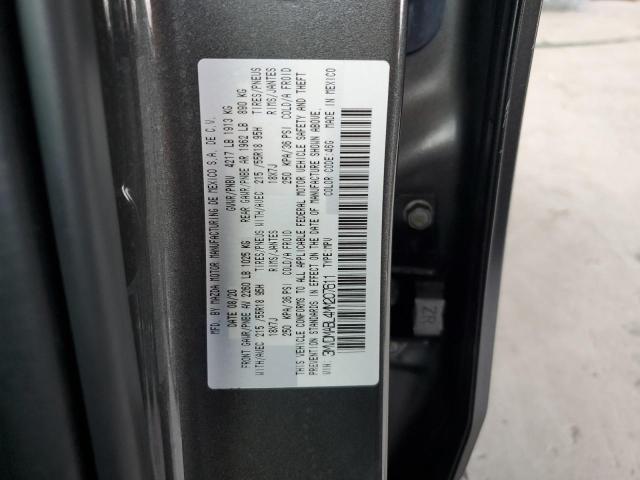 MFD. BY MAZDA MOTOR MANUFACTURING DE MEXICO S.A. DE C.V.
DATE 08/20 GVWR/PNBV 4217 LB 1913 KG
FRONT GAWR/PNBE AV 2260 LB 1025 KG REAR GAWR/PNBE AR 1962 LB 890 KG
WITH/AVEC 215/55R18 95H TIRES/PNEUS WITH/AVEC 215/55R18 95H TIRES/PNEUS
18X7J RIMS/JANTES 18X7J RIMS/JANTES
250 KPA/36 PSI COLD/A FROID 250 KPA/36 PSI COLD/A FROID
THIS VEHICLE CONFORMS TO ALL APPLICABLE FEDERAL MOTOR VEHICLE SAFETY AND THEFT
PREVENTION STANDARDS IN EFFECT ON THE DATE OF MANUFACTURE SHOWN ABOVE.
VIN: 3MVDMABL4MM207611 TYPE:MPV COLOR CODE:46G MADE IN MEXICO
ZR